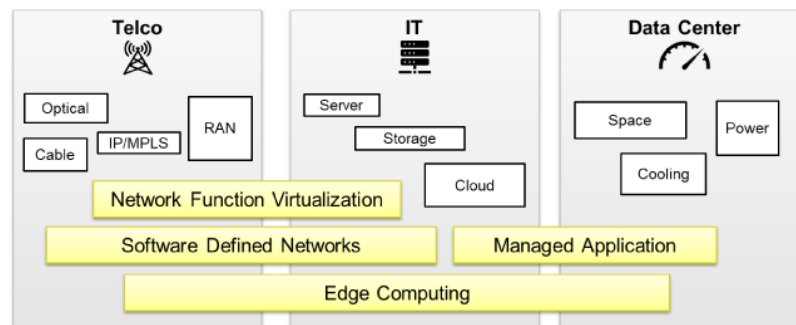 Telco
IT
Data Center
Optical
Cable
IP/MPLS
RAN
Server
Storage
Cloud
Space
Power
Cooling
Network Function Virtualization
Software Defined Networks
Managed Application
Edge Computing